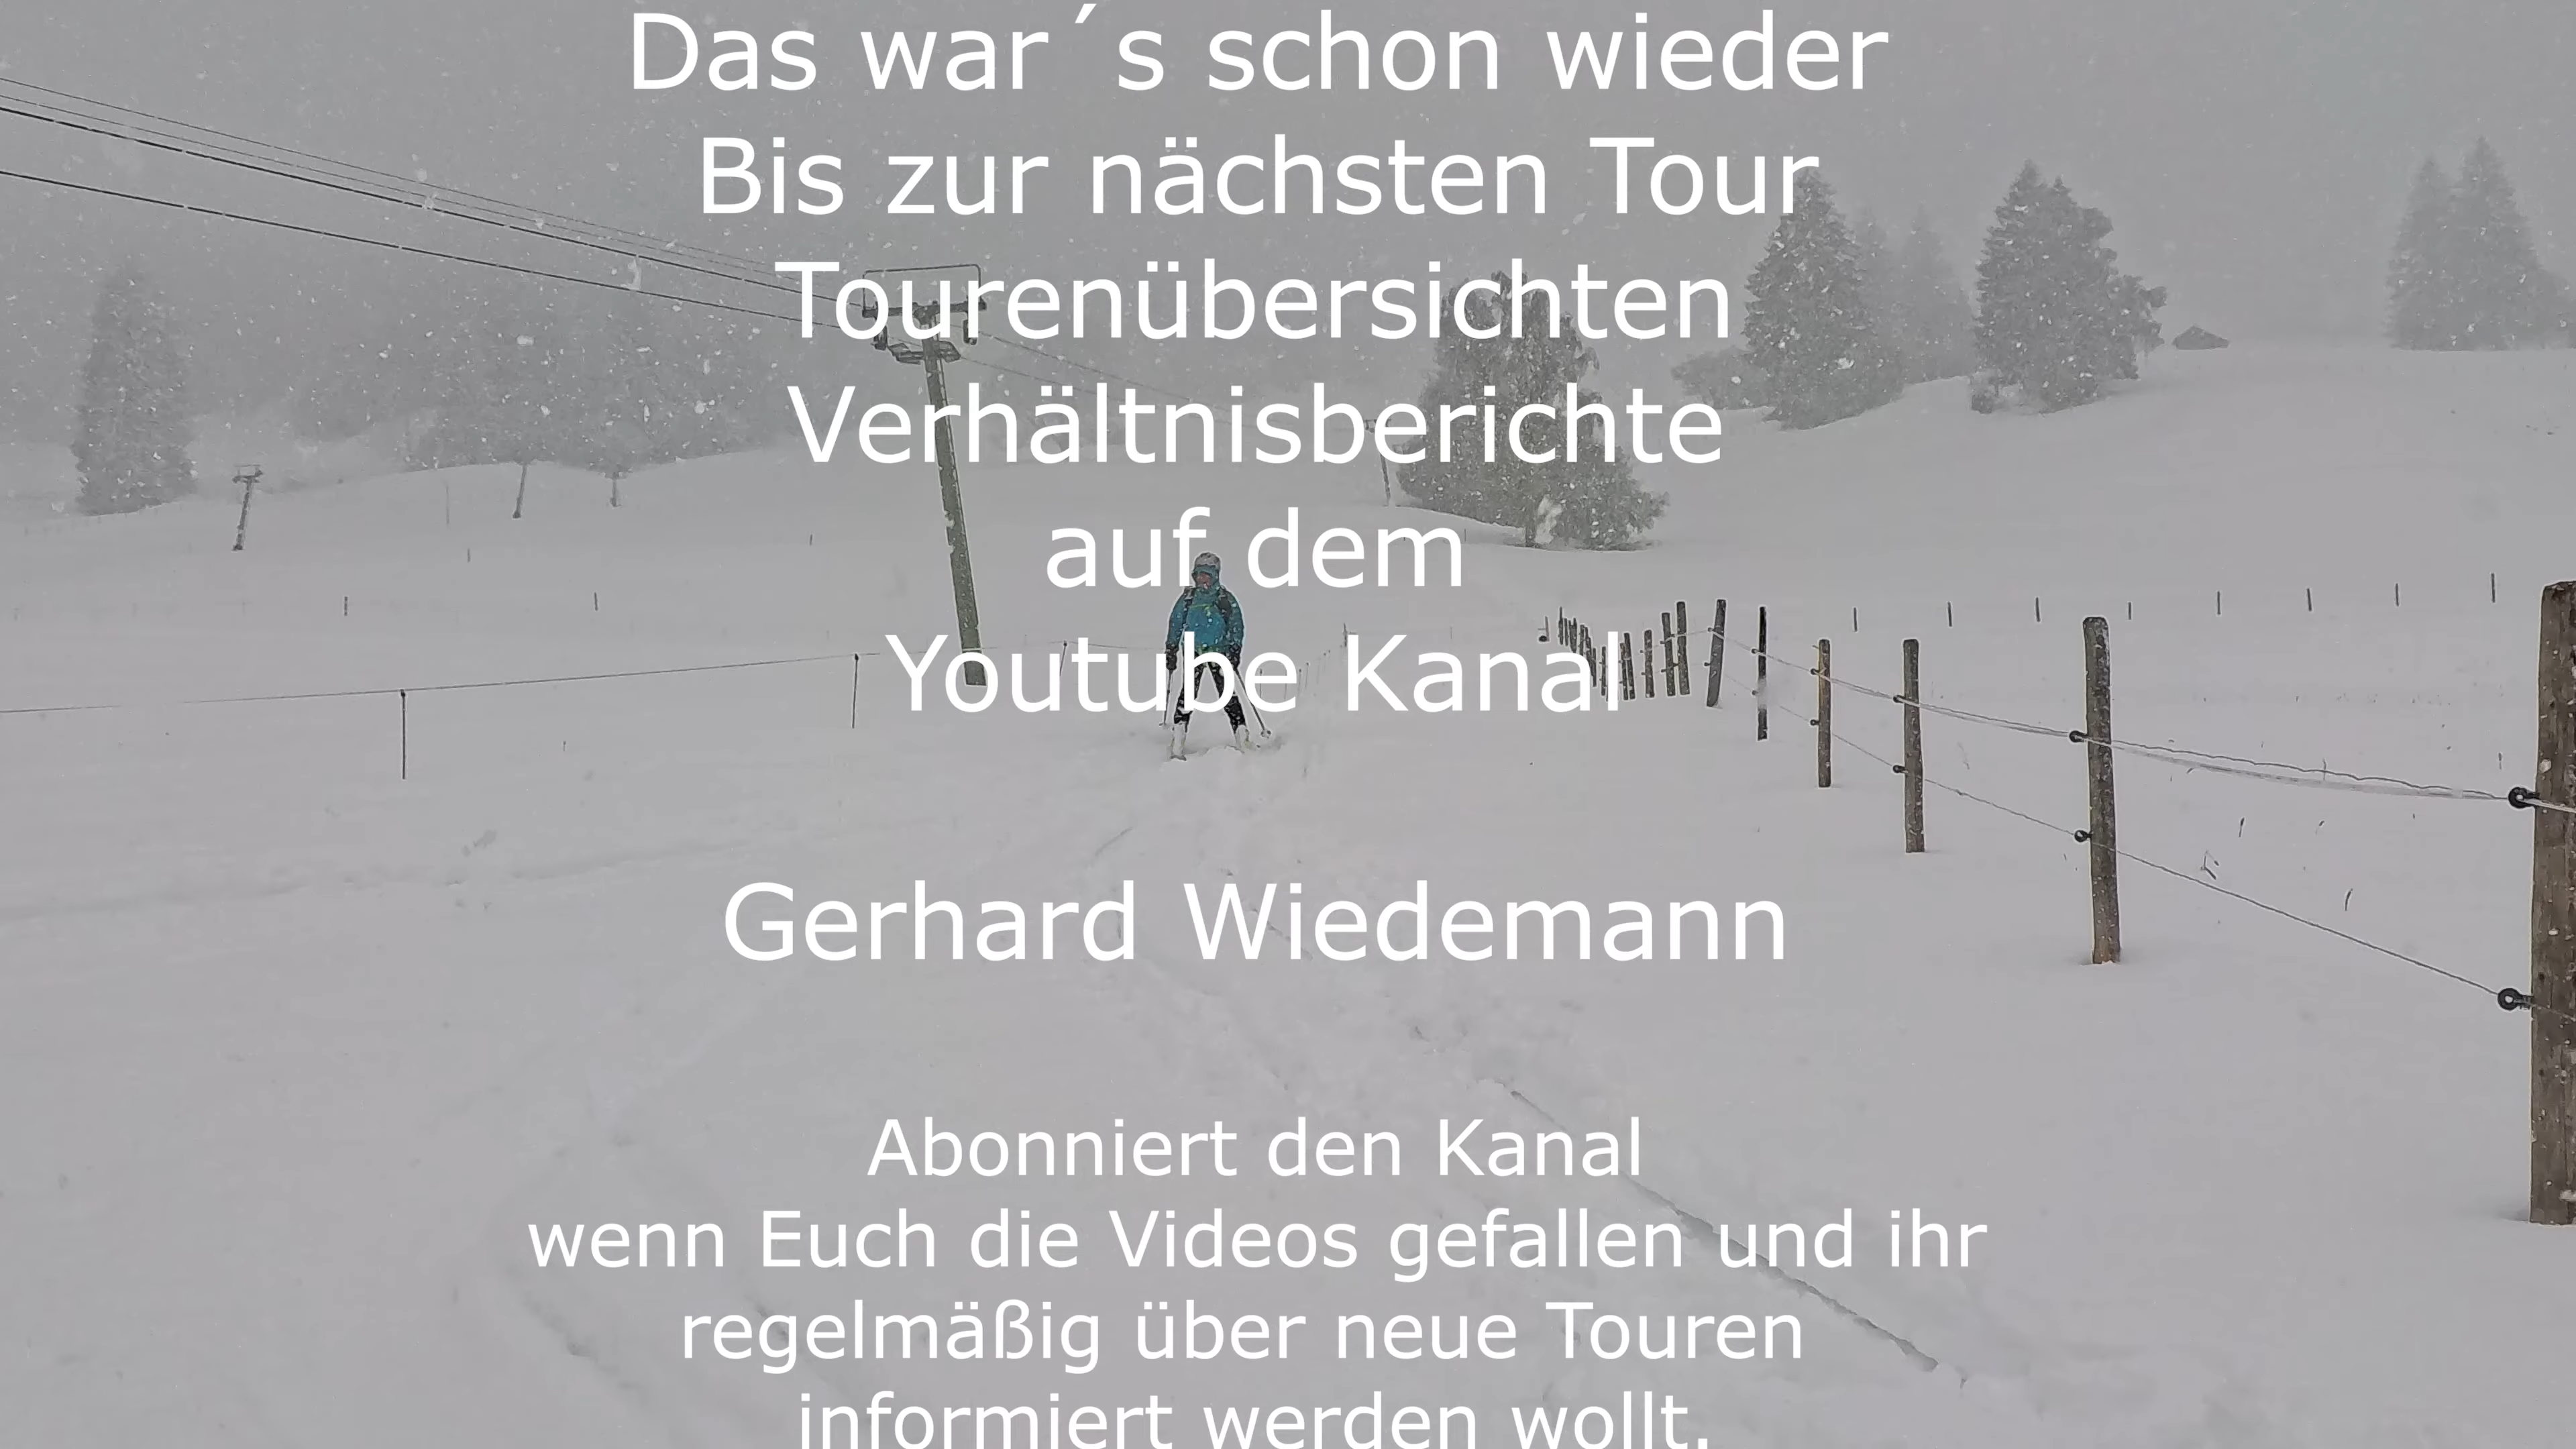 Das war´s schon wieder
Bis zur nächsten Tour
Tourenübersichten
Verhältnisberichte
auf dem
Youtube Kanal
Gerhard Wiedemann
Abonniert den Kanal
wenn Euch die Videos gefallen und ihr
regelmäßig über neue Touren
informiert werden wollt.